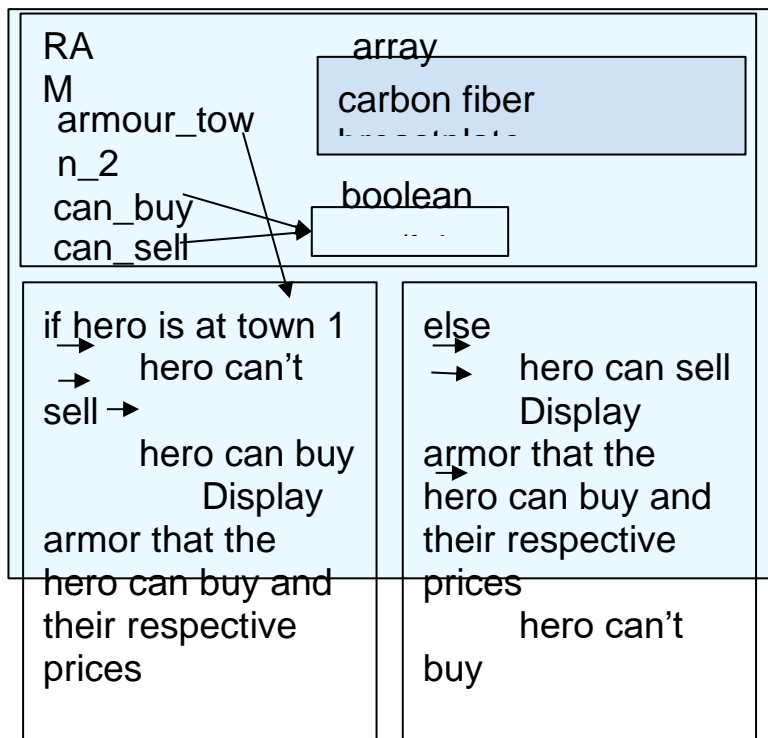 RA
M
armour_tow
n_2
can_buy
can_sell
array
carbon fiber
boolean
if hero is at town 1
hero can't
sell
hero can buy
Display
armor that the
hero can buy and
their respective
prices
else
hero can sell
Display
armor that the
hero can buy and
their respective
prices
hero can't
buy